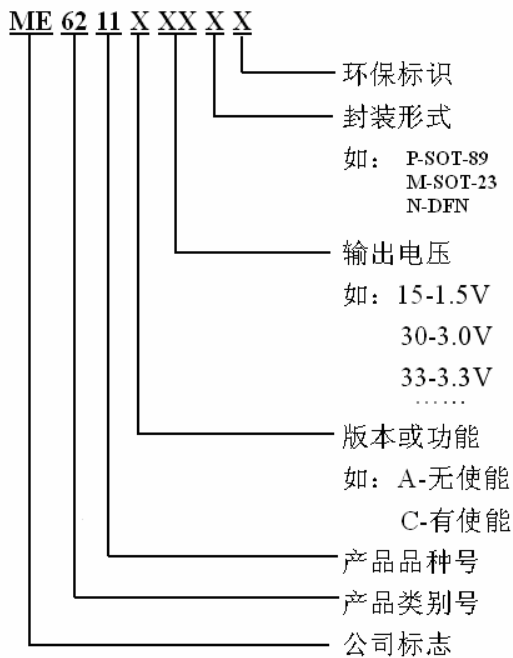 ME 62 11 X XX X X
环保标识
封装形式
如： P-SOT-89
M-SOT-23
N-DFN
输出电压
如：15-1.5V
30-3.0V
33-3.3V
……
版本或功能
如：A-无使能
C-有使能
产品品种号
产品类别号
公司标志